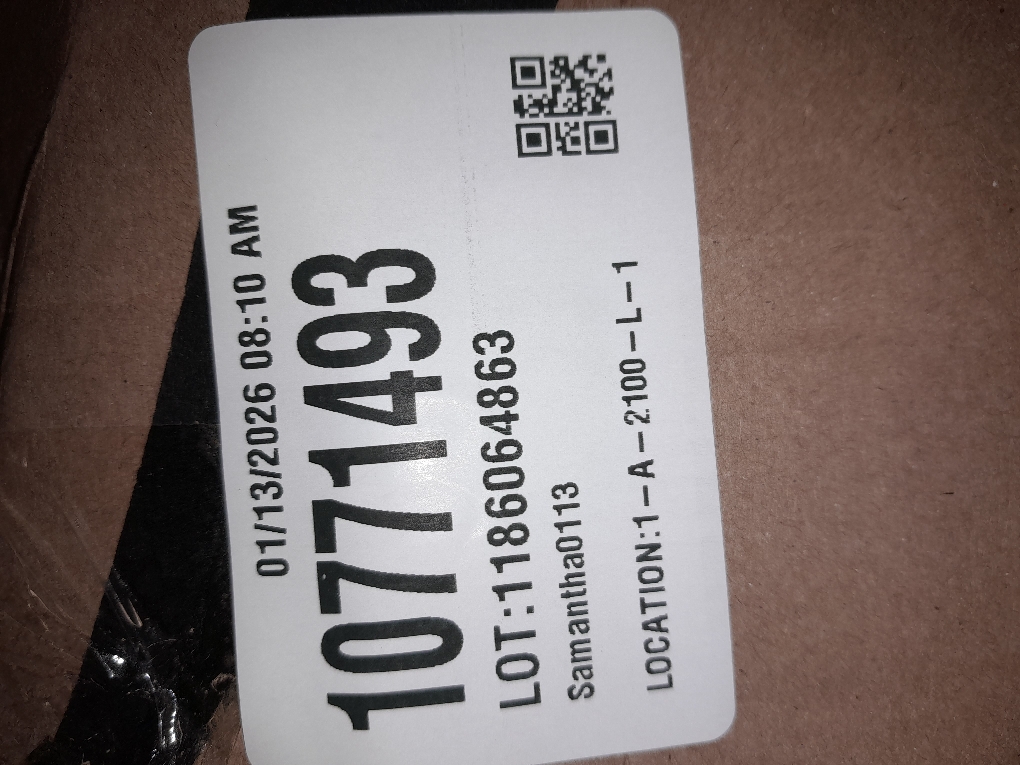 01/13/2026 08:10 AM
10771493
LOT:1186064863
Samantha0113
LOCATION:1-A-2100-L-1